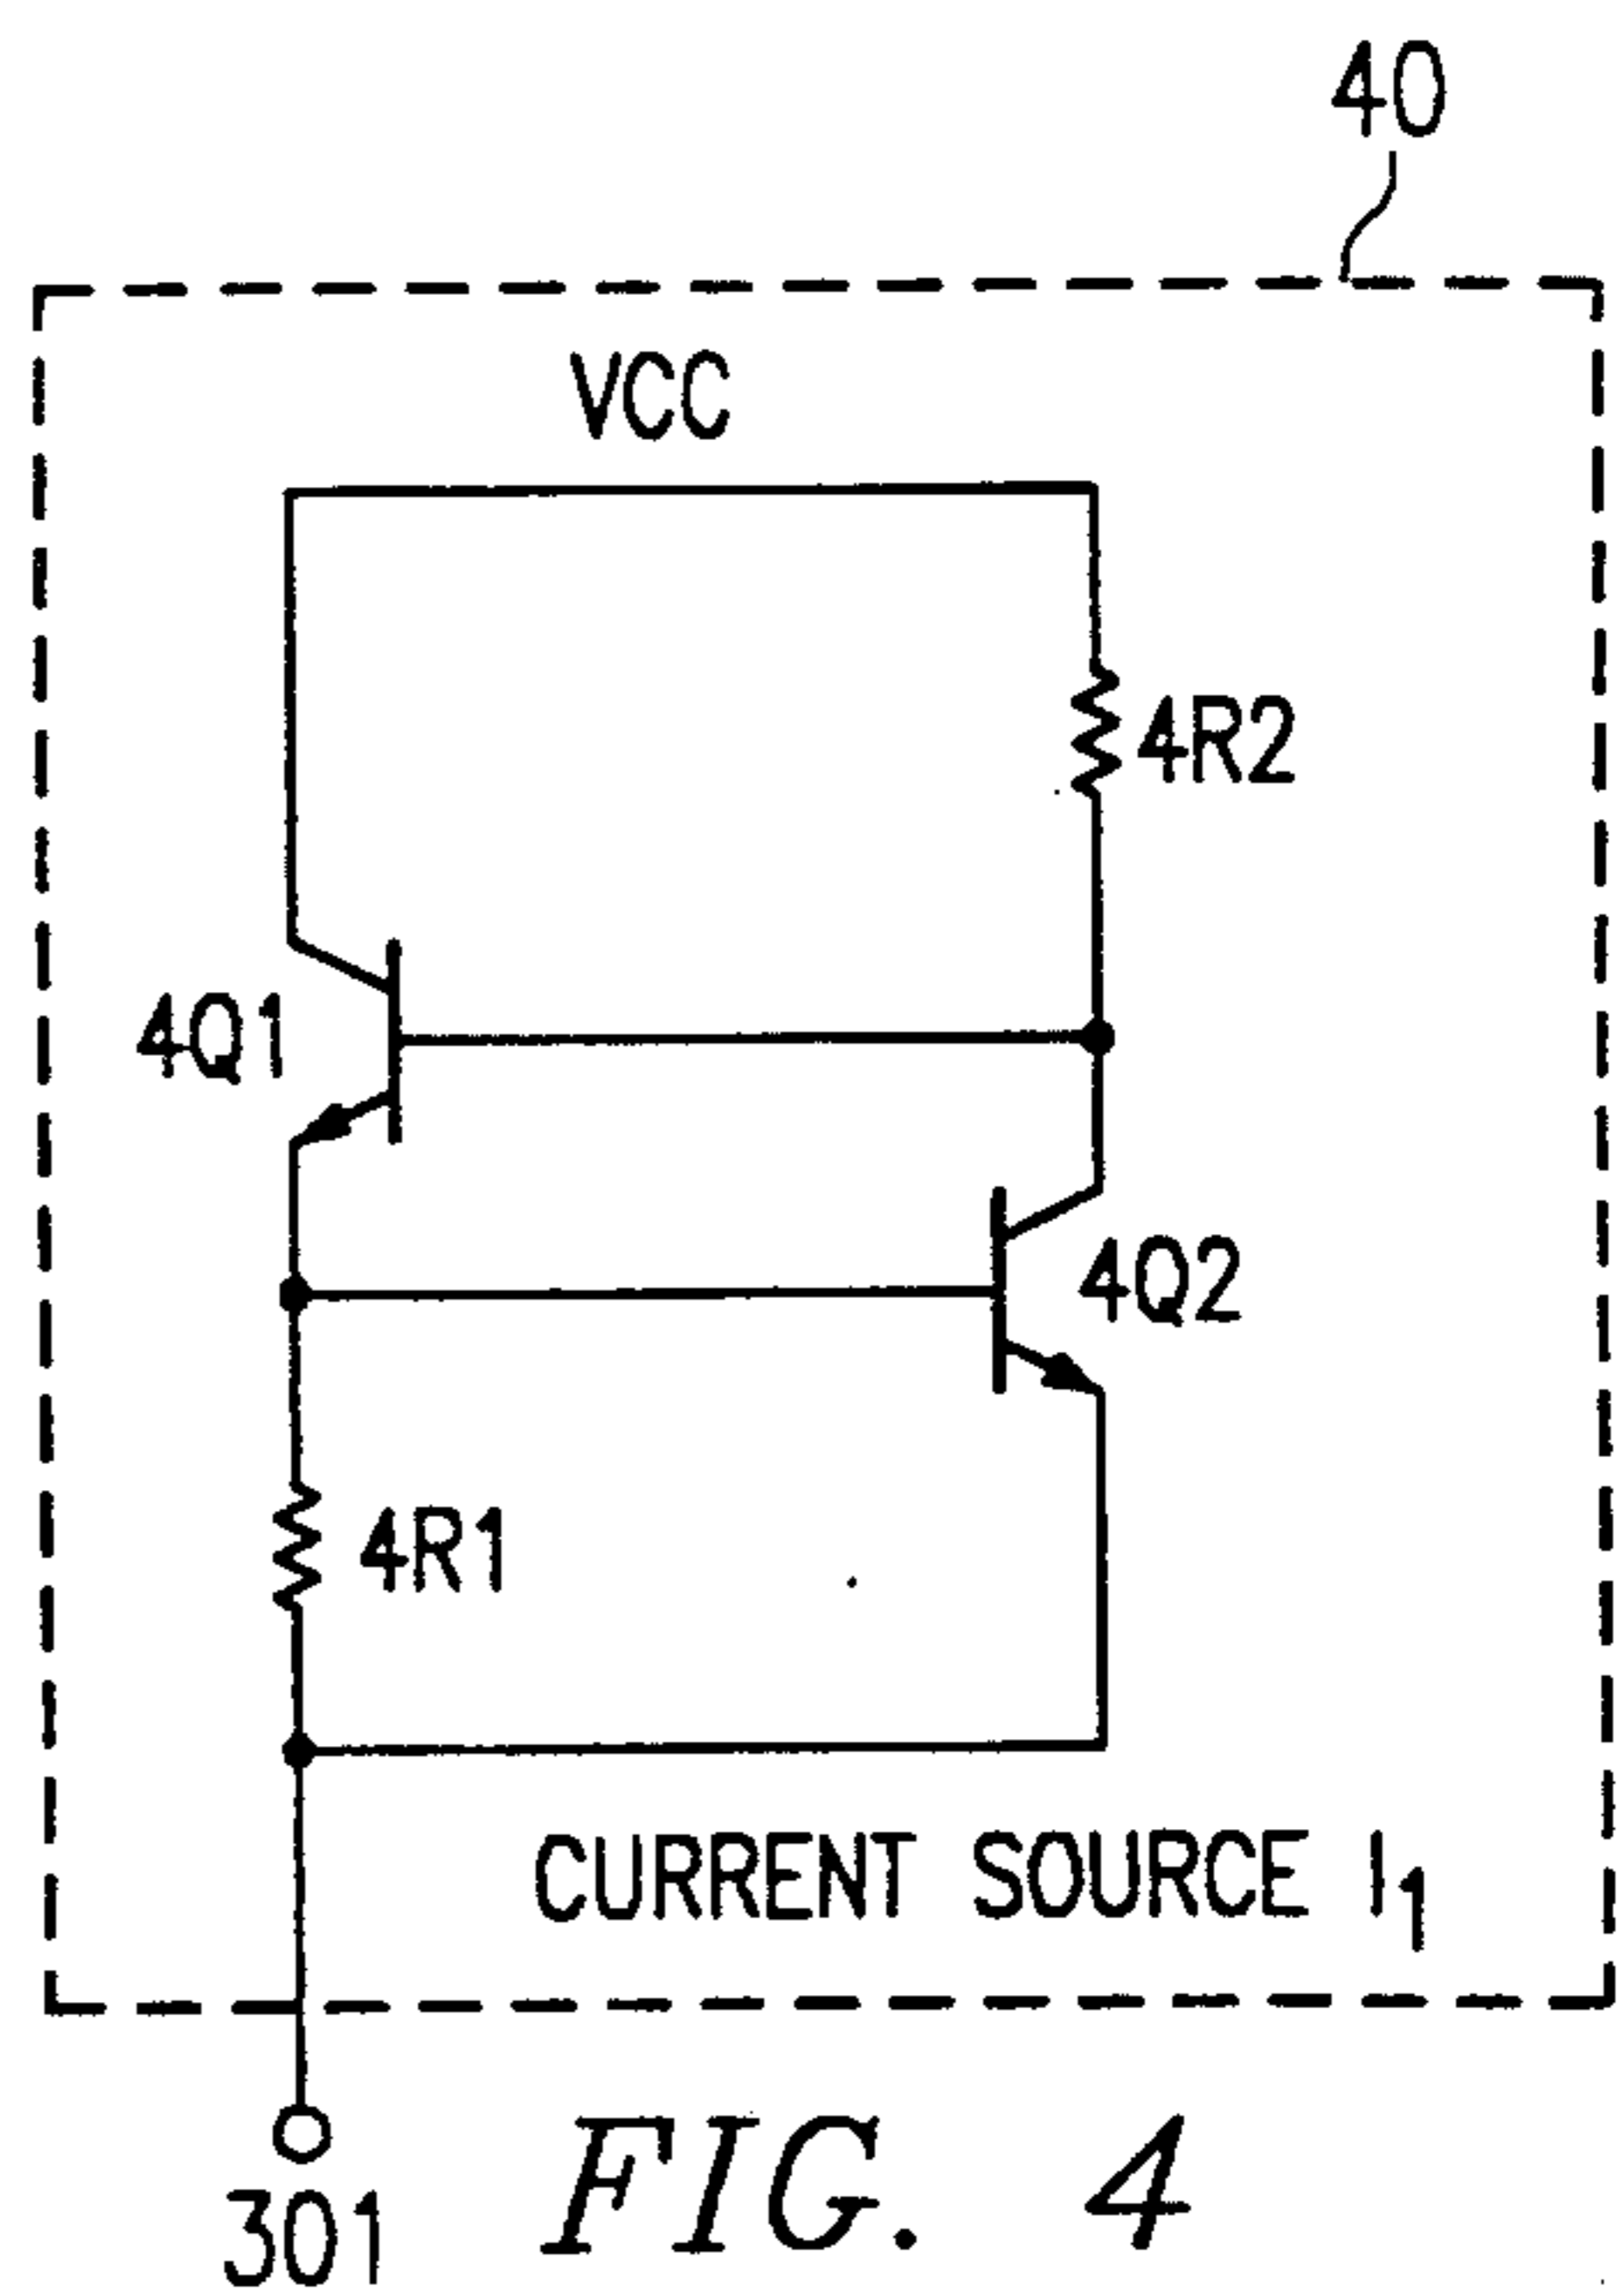 40
VCC
4R2
4Q1
4Q2
4R1
CURRENT SOURCE I1
301
FIG. 4